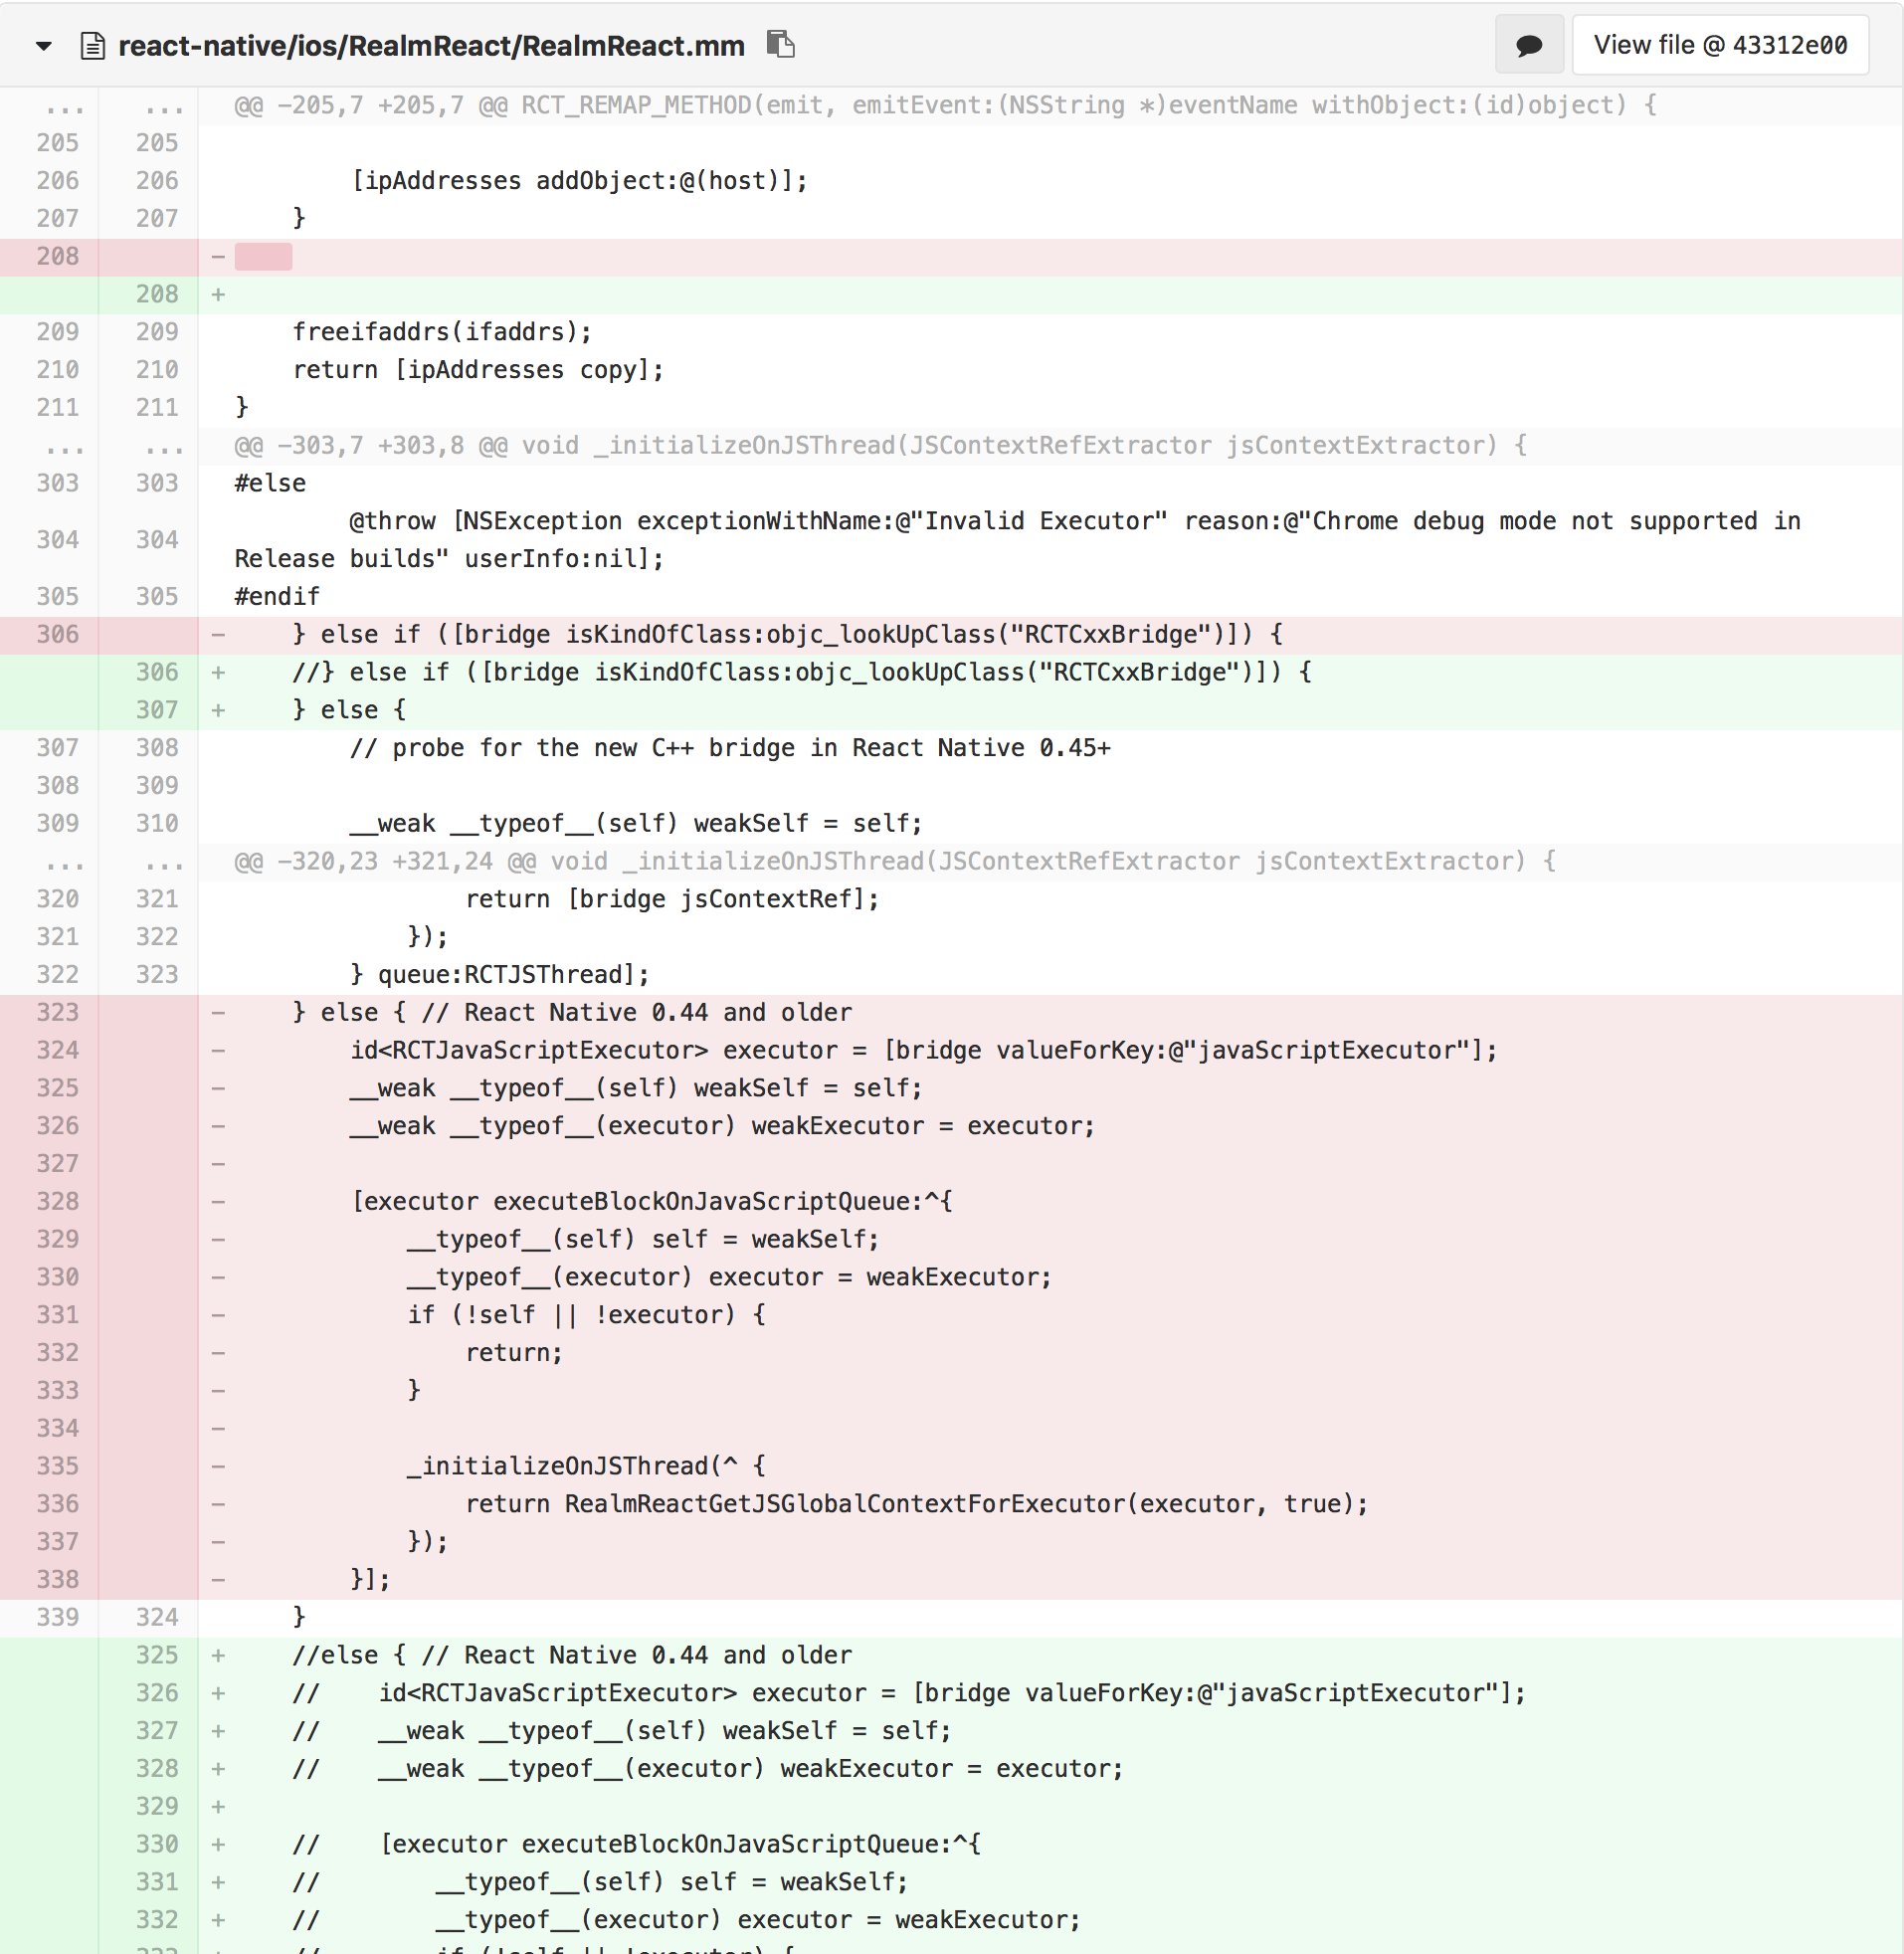 react-native/ios/RealmReact/RealmReact.mm View file @ 43312e00
... ... @@ -205,7 +205,7 @@ RCT_REMAP_METHOD(emit, emitEvent:(NSString *)eventName withObject:(id)object) {
205 205
206 206 [ipAddresses addObject:@(host)];
207 207 }
208 -
208 +
209 209 freeifaddrs(ifaddrs);
210 210 return [ipAddresses copy];
211 211 }
... ... @@ -303,7 +303,8 @@ void _initializeOnJSThread(JSContextRefExtractor jsContextExtractor) {
303 303 #else
304 304 @throw [NSException exceptionWithName:@"Invalid Executor" reason:@"Chrome debug mode not supported in
Release builds" userInfo:nil];
305 305 #endif
306 - } else if ([bridge isKindOfClass:objc_lookUpClass("RCTCxxBridge")]) {
306 + //} else if ([bridge isKindOfClass:objc_lookUpClass("RCTCxxBridge")]) {
307 + } else {
307 308 // probe for the new C++ bridge in React Native 0.45+
308 309
309 310 __weak __typeof__(self) weakSelf = self;
... ... @@ -320,23 +321,24 @@ void _initializeOnJSThread(JSContextRefExtractor jsContextExtractor) {
320 321 return [bridge jsContextRef];
321 322 });
322 323 } queue:RCTJSThread];
323 - } else { // React Native 0.44 and older
324 - id<RCTJavaScriptExecutor> executor = [bridge valueForKey:@"javaScriptExecutor"];
325 - __weak __typeof__(self) weakSelf = self;
326 - __weak __typeof__(executor) weakExecutor = executor;
327 -
328 - [executor executeBlockOnJavaScriptQueue:^{
329 - __typeof__(self) self = weakSelf;
330 - __typeof__(executor) executor = weakExecutor;
331 - if (!self || !executor) {
332 - return;
333 - }
334 -
335 - _initializeOnJSThread(^ {
336 - return RealmReactGetJSGlobalContextForExecutor(executor, true);
337 - });
338 - }];
339 324 }
325 + //else { // React Native 0.44 and older
326 + // id<RCTJavaScriptExecutor> executor = [bridge valueForKey:@"javaScriptExecutor"];
327 + // __weak __typeof__(self) weakSelf = self;
328 + // __weak __typeof__(executor) weakExecutor = executor;
329 +
330 + // [executor executeBlockOnJavaScriptQueue:^{
331 + // __typeof__(self) self = weakSelf;
332 + // __typeof__(executor) executor = weakExecutor;